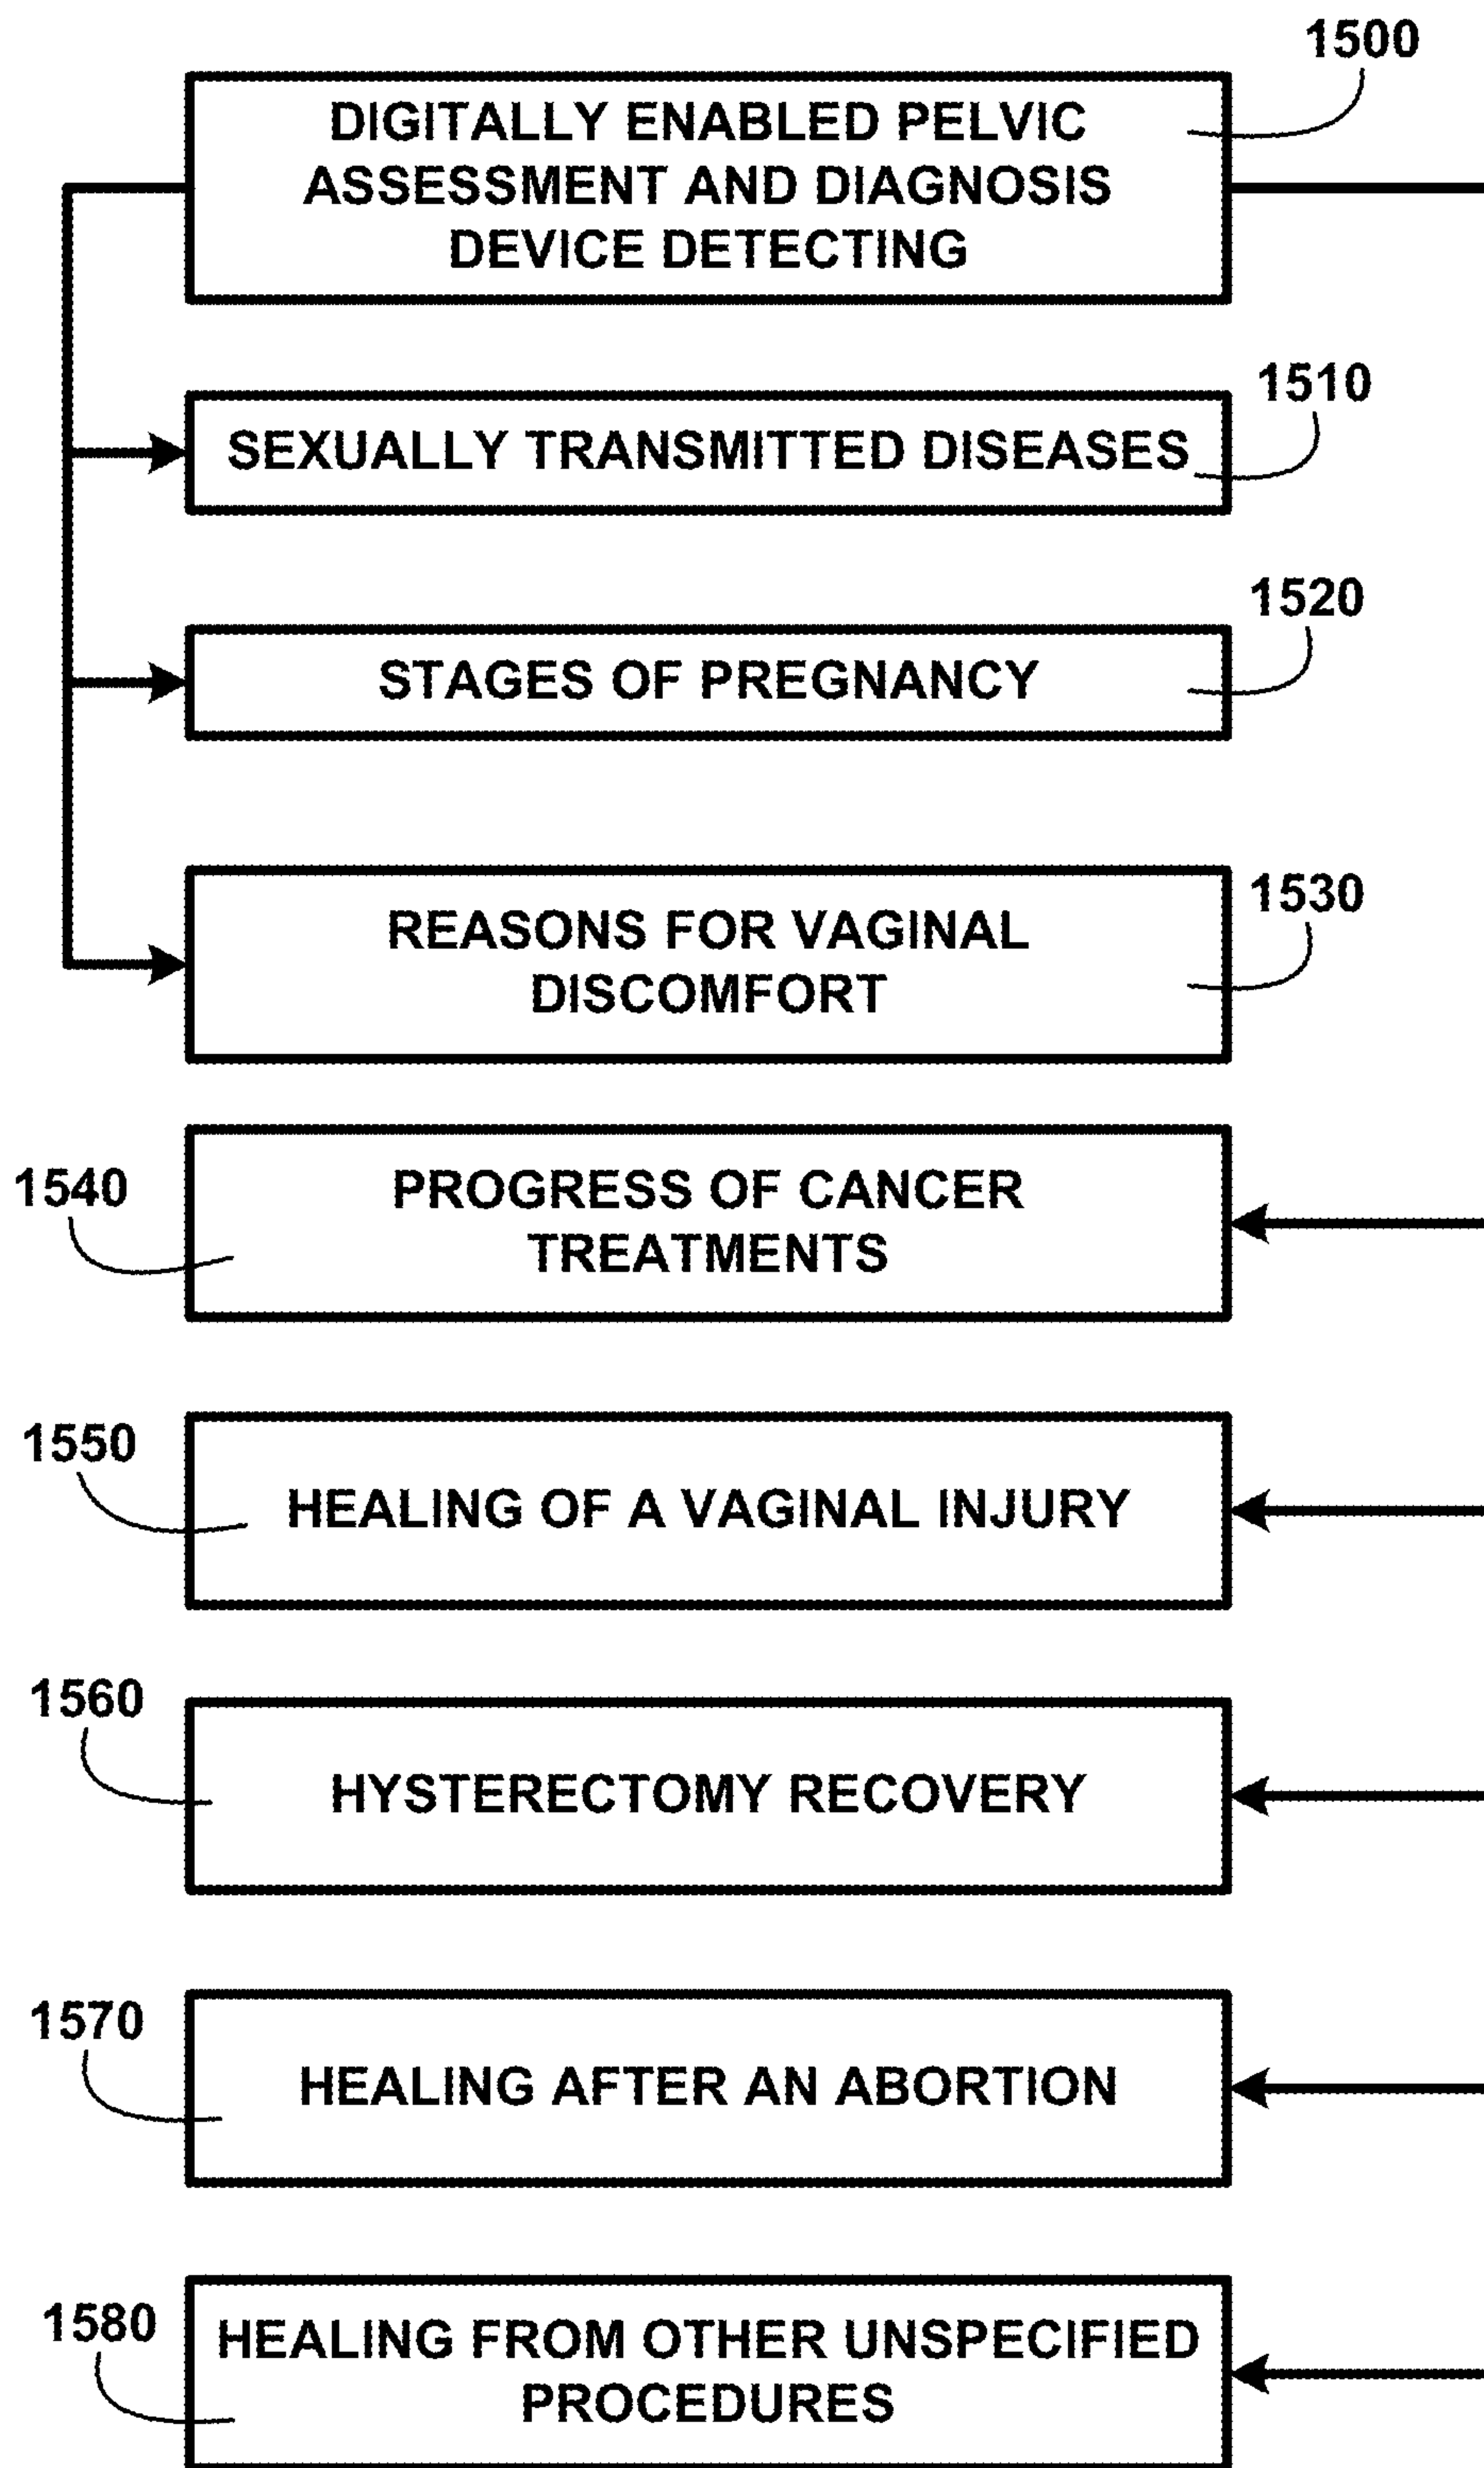 1500
DIGITALLY ENABLED PELVIC
ASSESSMENT AND DIAGNOSIS
DEVICE DETECTING
1510
SEXUALLY TRANSMITTED DISEASES
1520
STAGES OF PREGNANCY
1530
REASONS FOR VAGINAL
DISCOMFORT
1540
PROGRESS OF CANCER
TREATMENTS
1550
HEALING OF A VAGINAL INJURY
1560
HYSTERECTOMY RECOVERY
1570
HEALING AFTER AN ABORTION
1580
HEALING FROM OTHER UNSPECIFIED
PROCEDURES